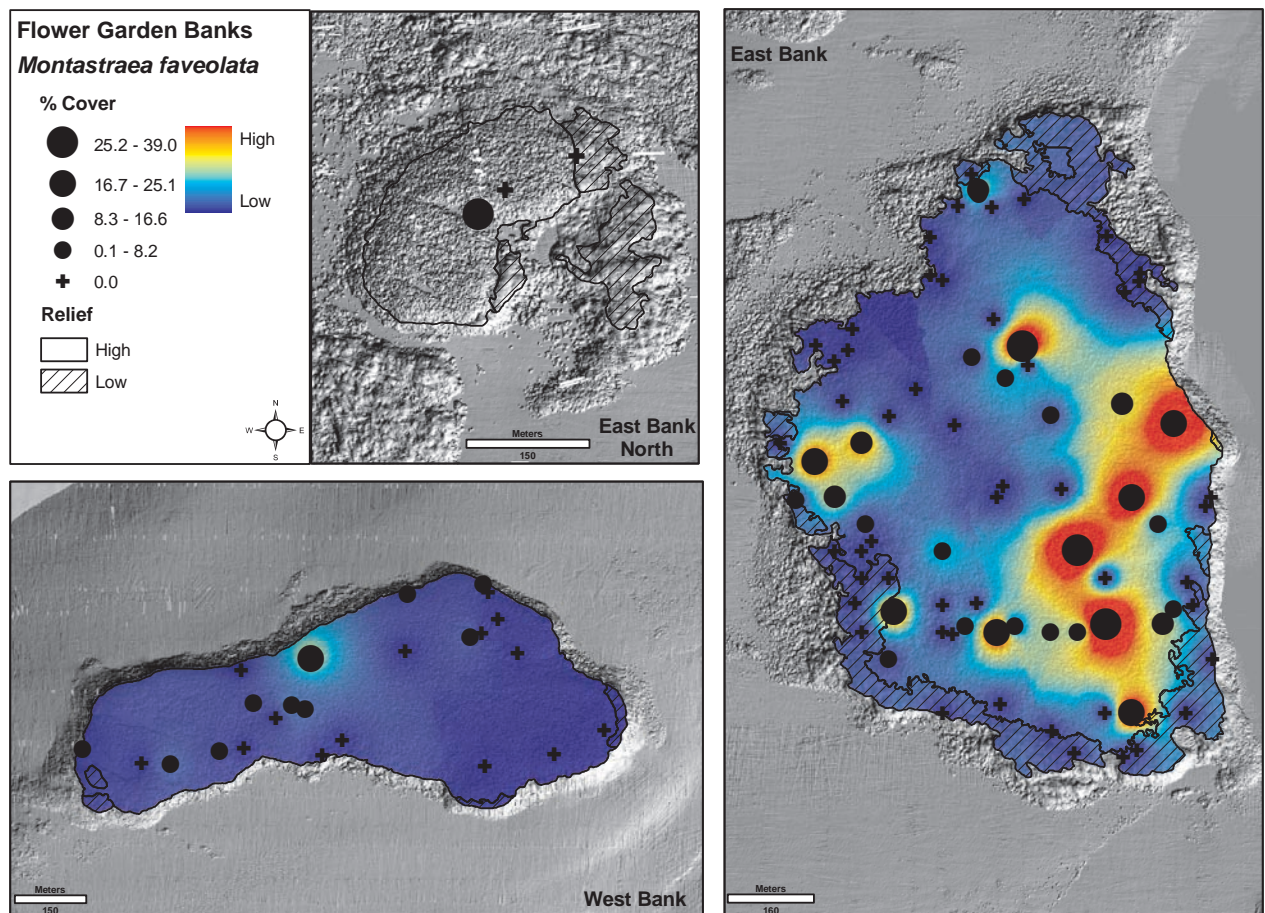 Flower Garden Banks
Montastraea faveolata
% Cover
25.2 - 39.0
16.7 - 25.1
8.3 - 16.6
0.1 - 8.2
0.0
High
Low
Relief
High
Low
N
W E
S
Meters
150
East Bank
North
East Bank
Meters
160
Meters
150
West Bank